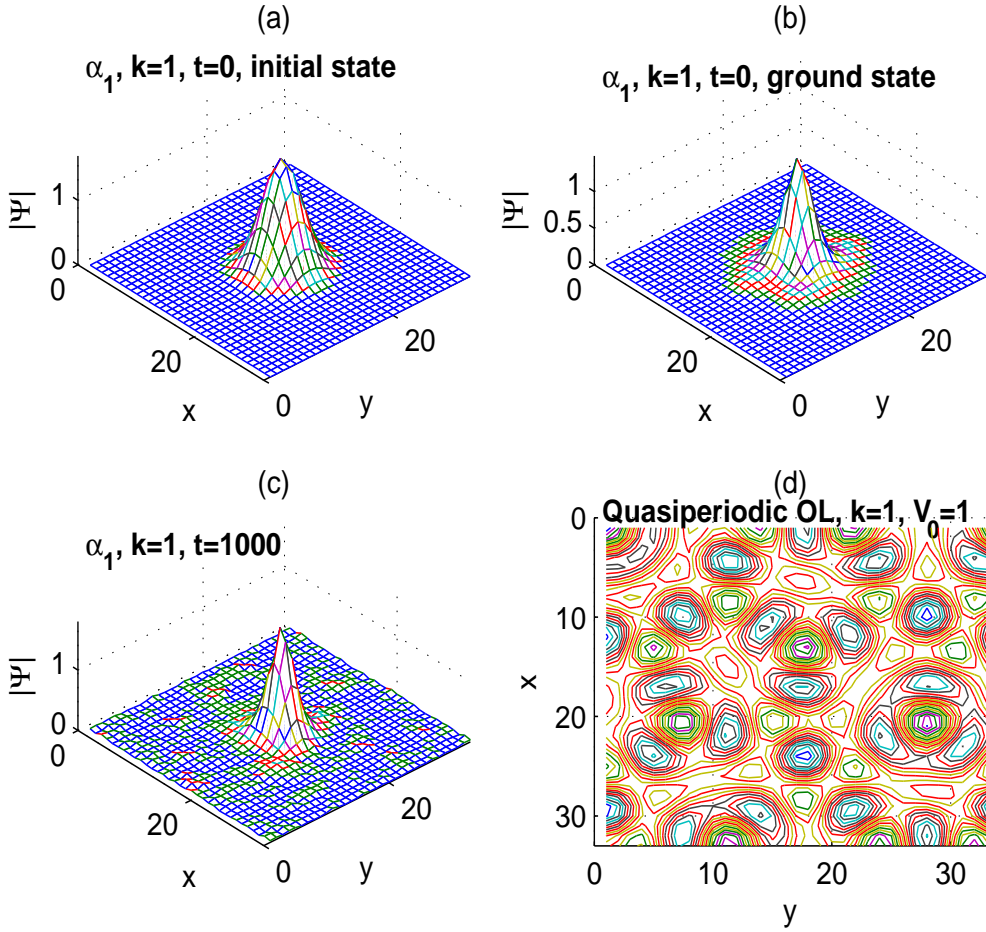 (a)
α1, k=1, t=0, initial state
|Ψ|
1
0
0
20
x
0
20
y
(b)
α1, k=1, t=0, ground state
|Ψ|
1
0.5
0
0
20
x
0
20
y
(c)
α1, k=1, t=1000
|Ψ|
1
0
0
20
x
0
20
y
(d)
Quasiperiodic OL, k=1, V0=1
0
10
20
30
x
0
10
20
30
y